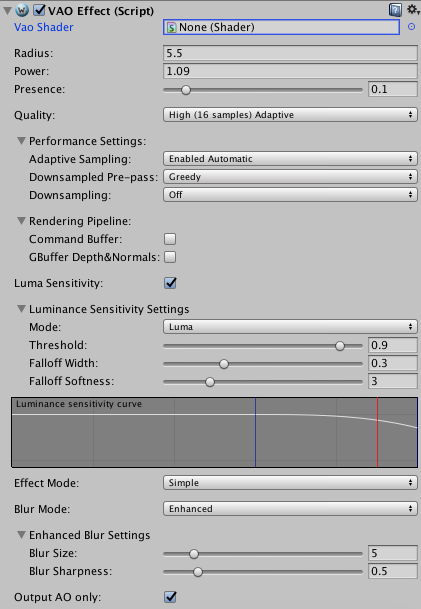 VAO Effect (Script)
Vao Shader None (Shader)
Radius: 5.5
Power: 1.09
Presence: 0.1
Quality: High (16 samples) Adaptive
Performance Settings:
Adaptive Sampling: Enabled Automatic
Downsampled Pre-pass: Greedy
Downsampling: Off
Rendering Pipeline:
Command Buffer:
GBuffer Depth&Normals:
Luma Sensitivity:
Luminance Sensitivity Settings
Mode: Luma
Threshold: 0.9
Falloff Width: 0.3
Falloff Softness: 3
Luminance sensitivity curve
Effect Mode: Simple
Blur Mode: Enhanced
Enhanced Blur Settings
Blur Size: 5
Blur Sharpness: 0.5
Output AO only: